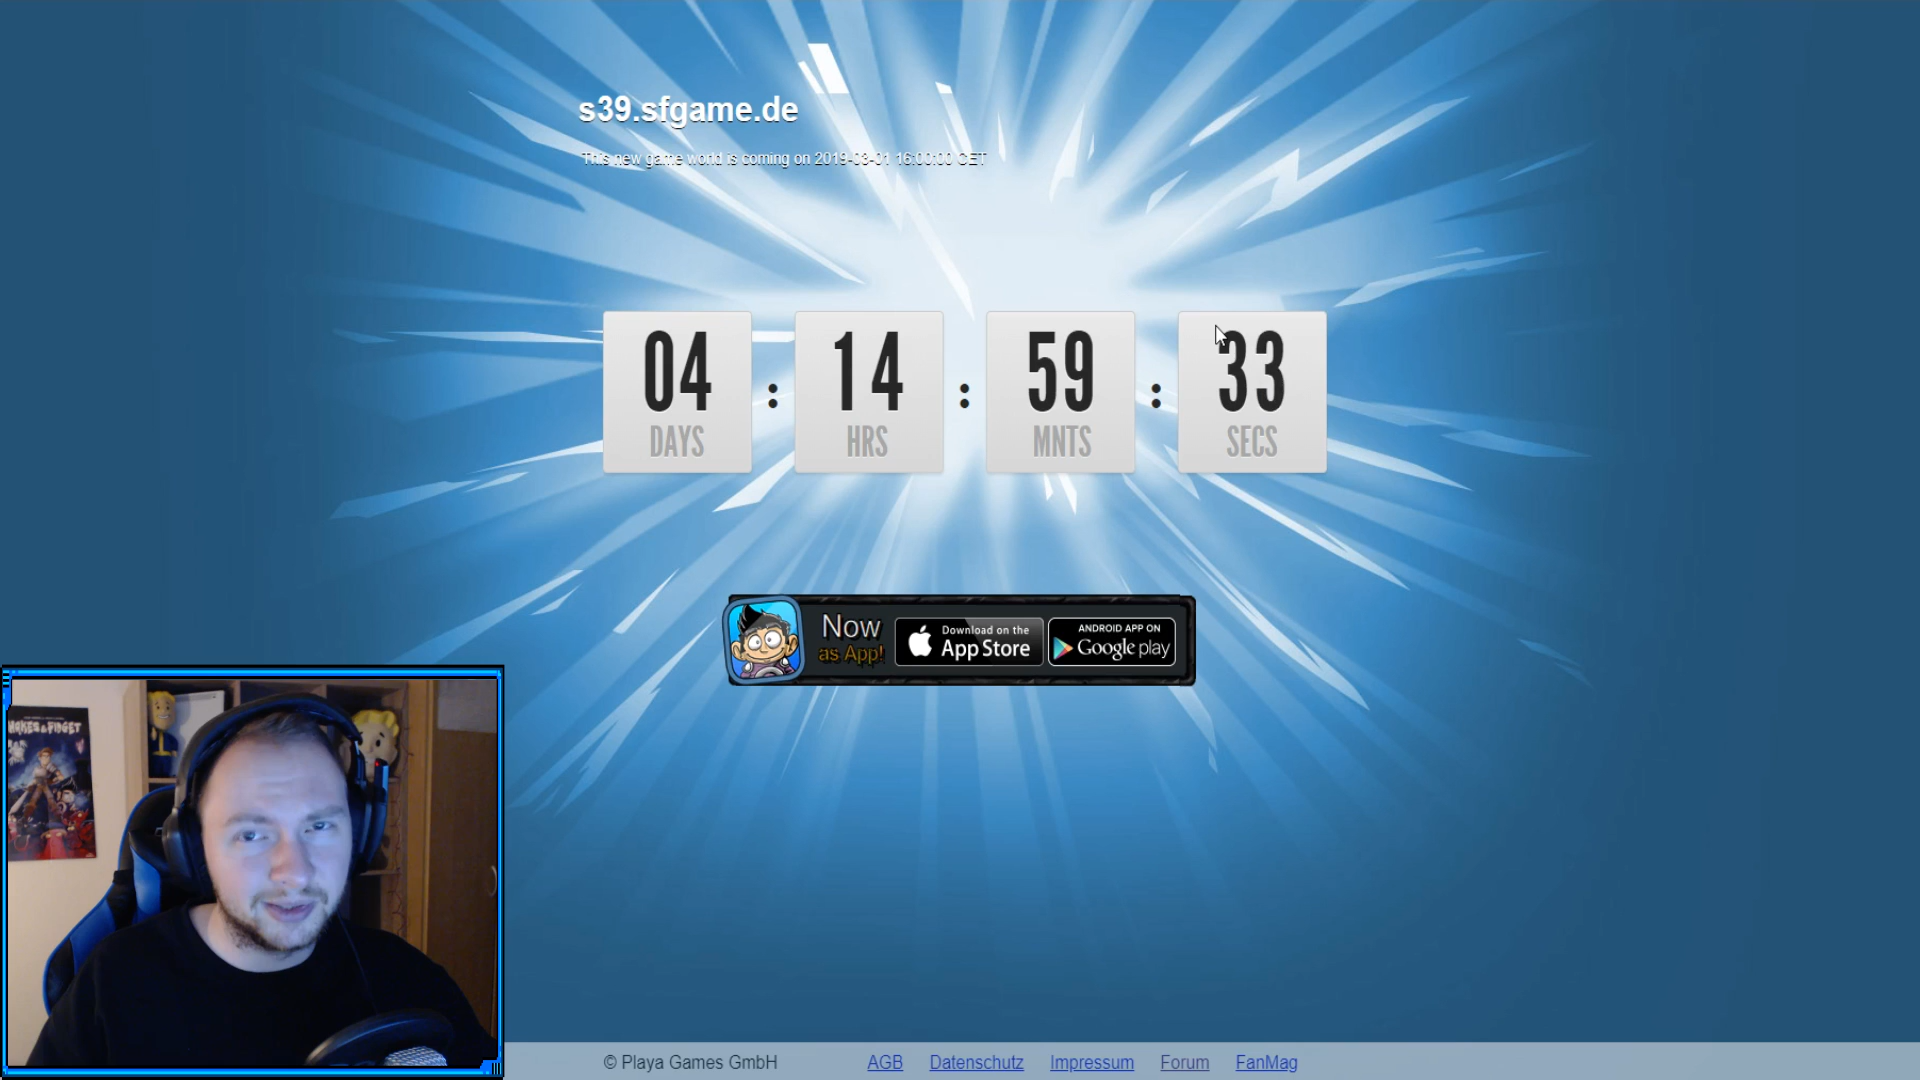 s39.sfgame.de
This new game world is coming on 2019-03-01 16:00:00 CET
04 : 14 : 59 : 33
DAYS HRS MNTS SECS
Now
as App!
Download on the
App Store
ANDROID APP ON
Google play
& FIDGET
© Playa Games GmbH AGB Datenschutz Impressum Forum FanMag